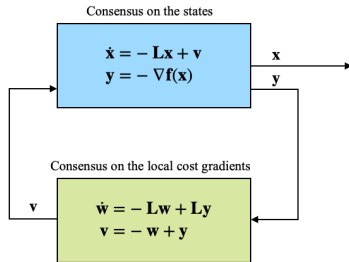 Consensus on the states
ẋ = − Lx + v
y = − ∇f(x)
x
y
Consensus on the local cost gradients
v
ẇ = − Lw + Ly
v = − w + y